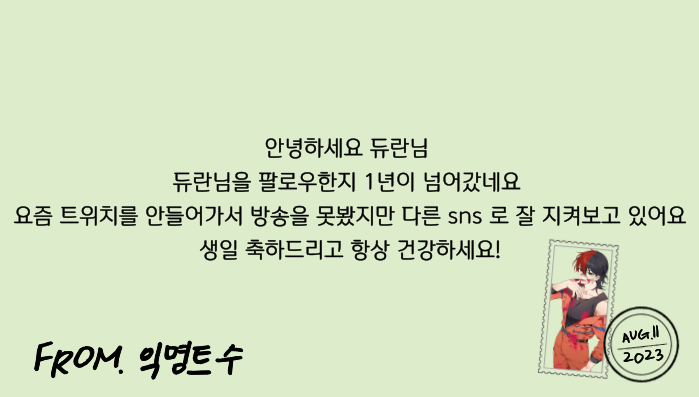 안녕하세요 듀란님
듀란님을 팔로우한지 1년이 넘어갔네요
요즘 트위치를 안들어가서 방송을 못봤지만 다른 sns 로 잘 지켜보고 있어요
생일 축하드리고 항상 건강하세요!
FROM. 익명트수
AUG.11
2023